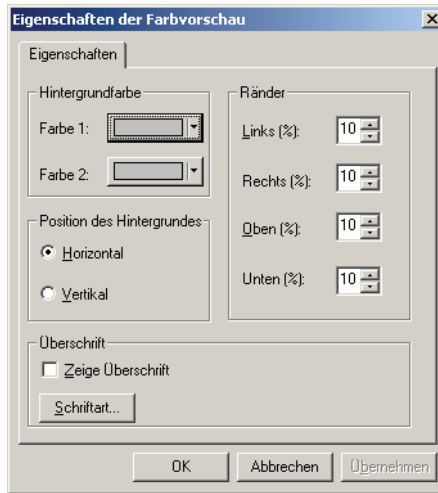 Eigenschaften der Farbvorschau
Eigenschaften
Hintergrundfarbe
Farbe 1:
Farbe 2:
Position des Hintergrundes
Horizontal
Vertikal
Ränder
Links (%): 10
Rechts (%): 10
Oben (%): 10
Unten (%): 10
Überschrift
Zeige Überschrift
Schriftart...
OK Abbrechen Übernehmen